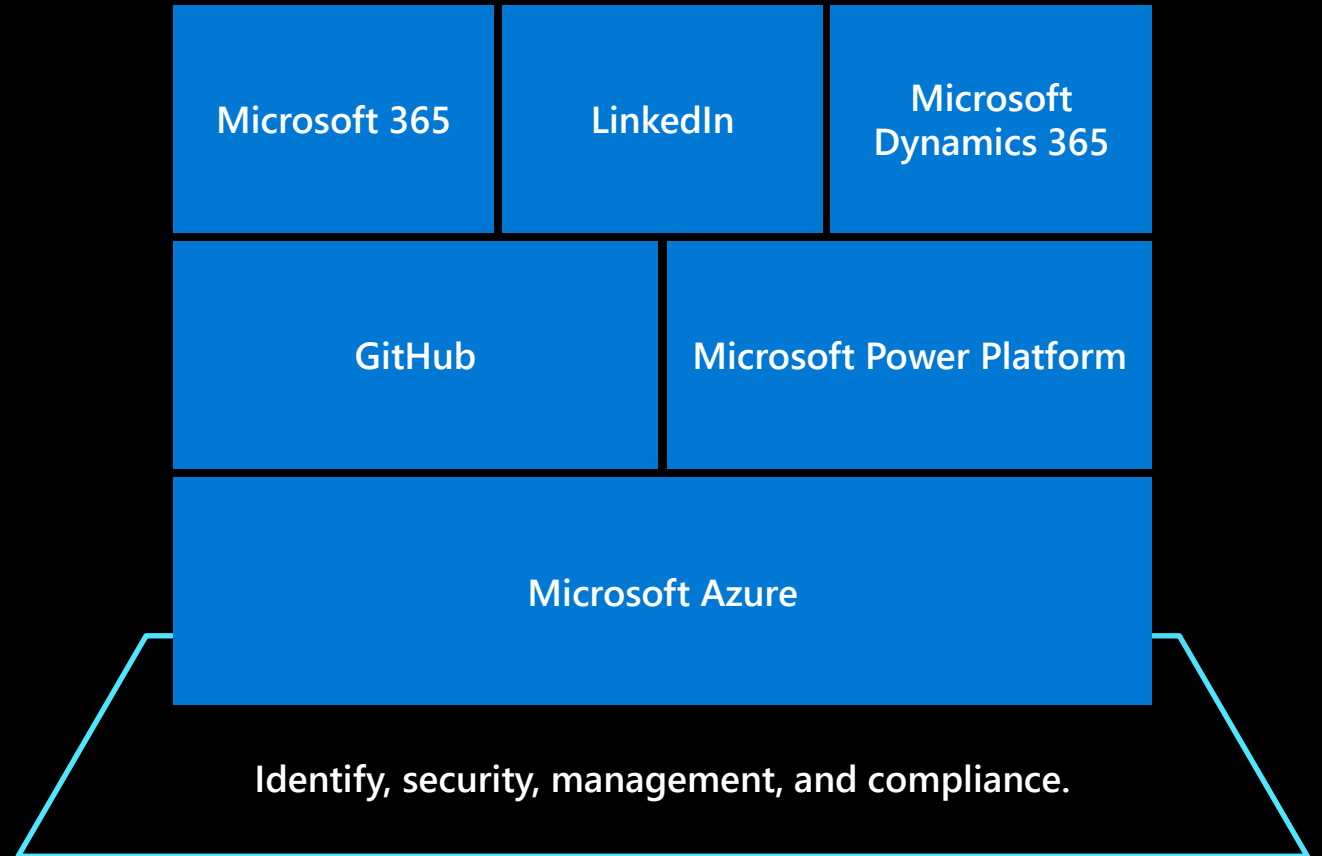 Microsoft 365
LinkedIn
Microsoft
Dynamics 365
GitHub
Microsoft Power Platform
Microsoft Azure
Identify, security, management, and compliance.